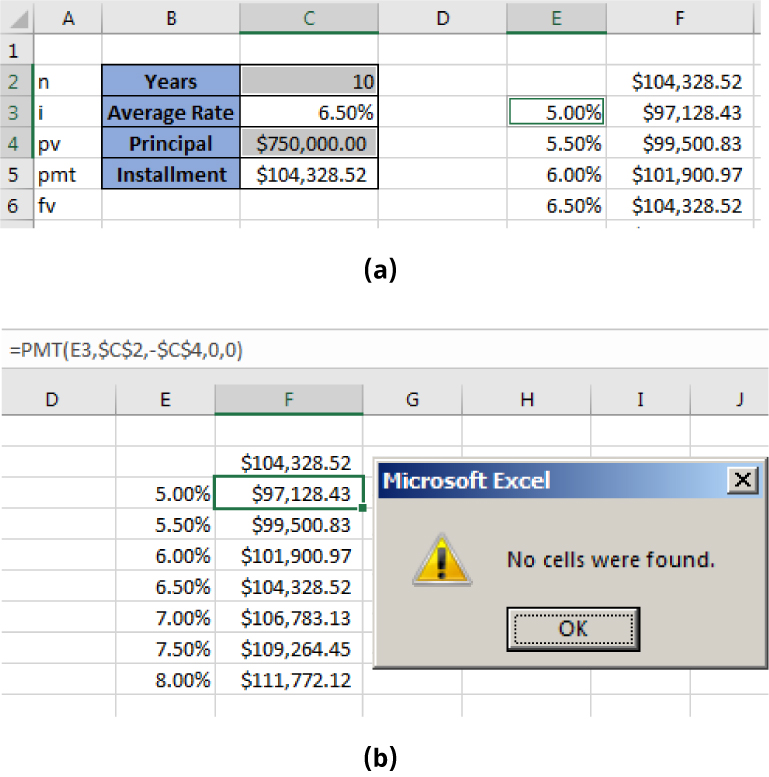 A B C D E F
1
2 n Years 10 $104,328.52
3 i Average Rate 6.50% 5.00% $97,128.43
4 pv Principal $750,000.00 5.50% $99,500.83
5 pmt Installment $104,328.52 6.00% $101,900.97
6 fv 6.50% $104,328.52
(a)
=PMT(E3,$C$2,-$C$4,0,0)
D E F G H I J
$104,328.52
5.00% $97,128.43
Microsoft Excel
5.50% $99,500.83
6.00% $101,900.97
No cells were found.
6.50% $104,328.52
7.00% $106,783.13
OK
7.50% $109,264.45
8.00% $111,772.12
(b)